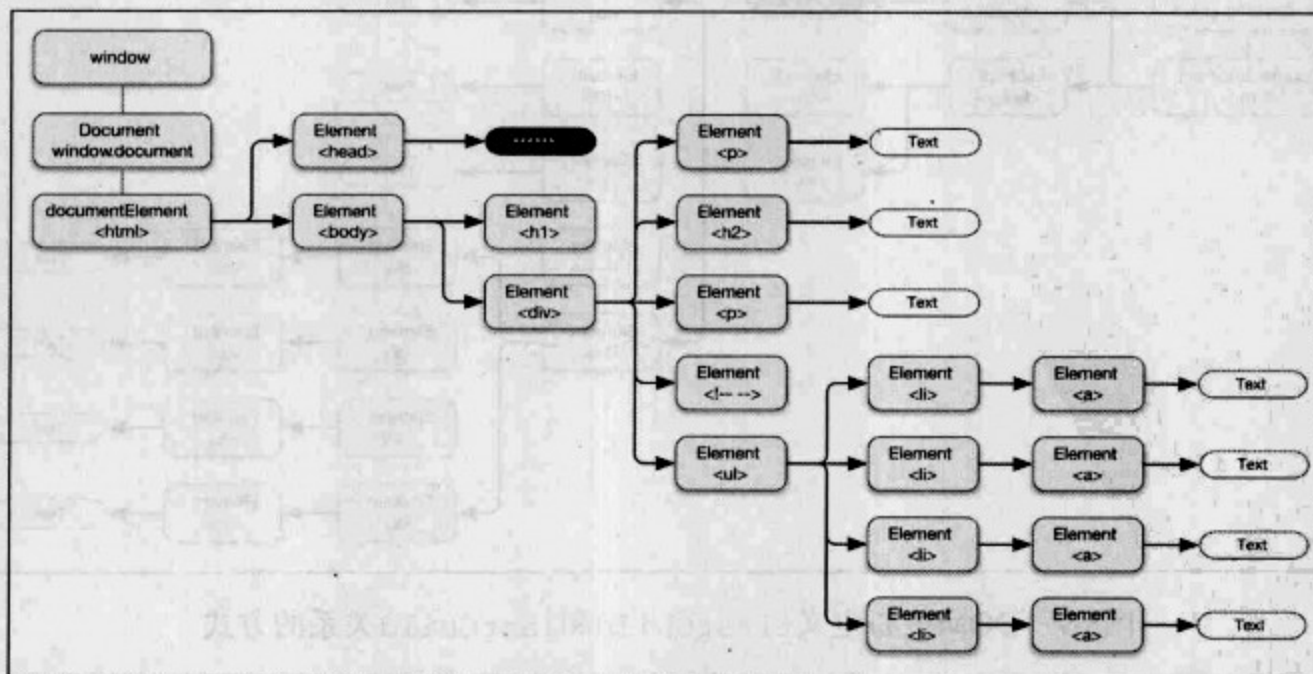 window
Document
window.document
documentElement
<html>
Element
<head>
......
Element
<body>
Element
<h1>
Element
<div>
Element
<p>
Text
Element
<h2>
Text
Element
<p>
Text
Element
<!-- -->
Element
<ul>
Element
<li>
Element
<a>
Text
Element
<li>
Element
<a>
Text
Element
<li>
Element
<a>
Text
Element
<li>
Element
<a>
Text